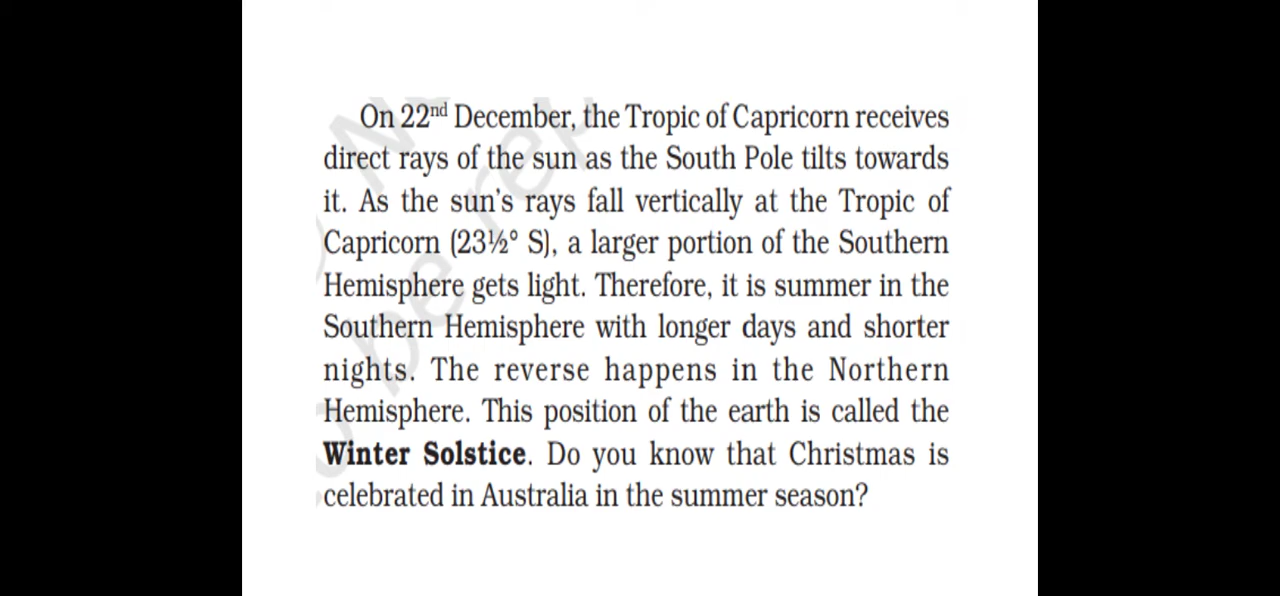 On 22nd December, the Tropic of Capricorn receives
direct rays of the sun as the South Pole tilts towards
it. As the sun's rays fall vertically at the Tropic of
Capricorn (23½° S), a larger portion of the Southern
Hemisphere gets light. Therefore, it is summer in the
Southern Hemisphere with longer days and shorter
nights. The reverse happens in the Northern
Hemisphere. This position of the earth is called the
Winter Solstice. Do you know that Christmas is
celebrated in Australia in the summer season?